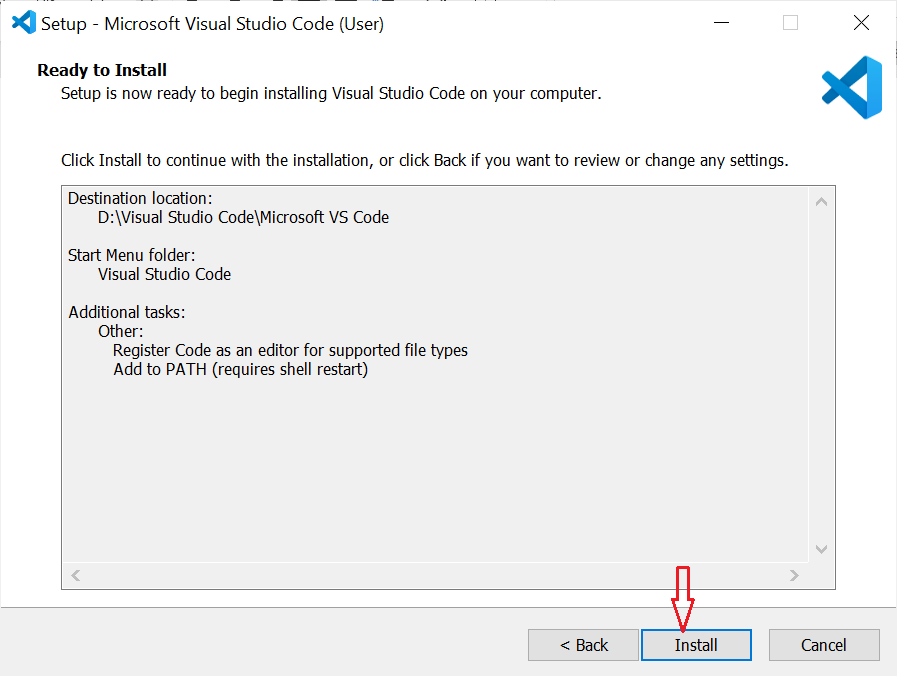 Setup - Microsoft Visual Studio Code (User)
Ready to Install
Setup is now ready to begin installing Visual Studio Code on your computer.
Click Install to continue with the installation, or click Back if you want to review or change any settings.
Destination location:
D:\Visual Studio Code\Microsoft VS Code
Start Menu folder:
Visual Studio Code
Additional tasks:
Other:
Register Code as an editor for supported file types
Add to PATH (requires shell restart)
< Back
Install
Cancel